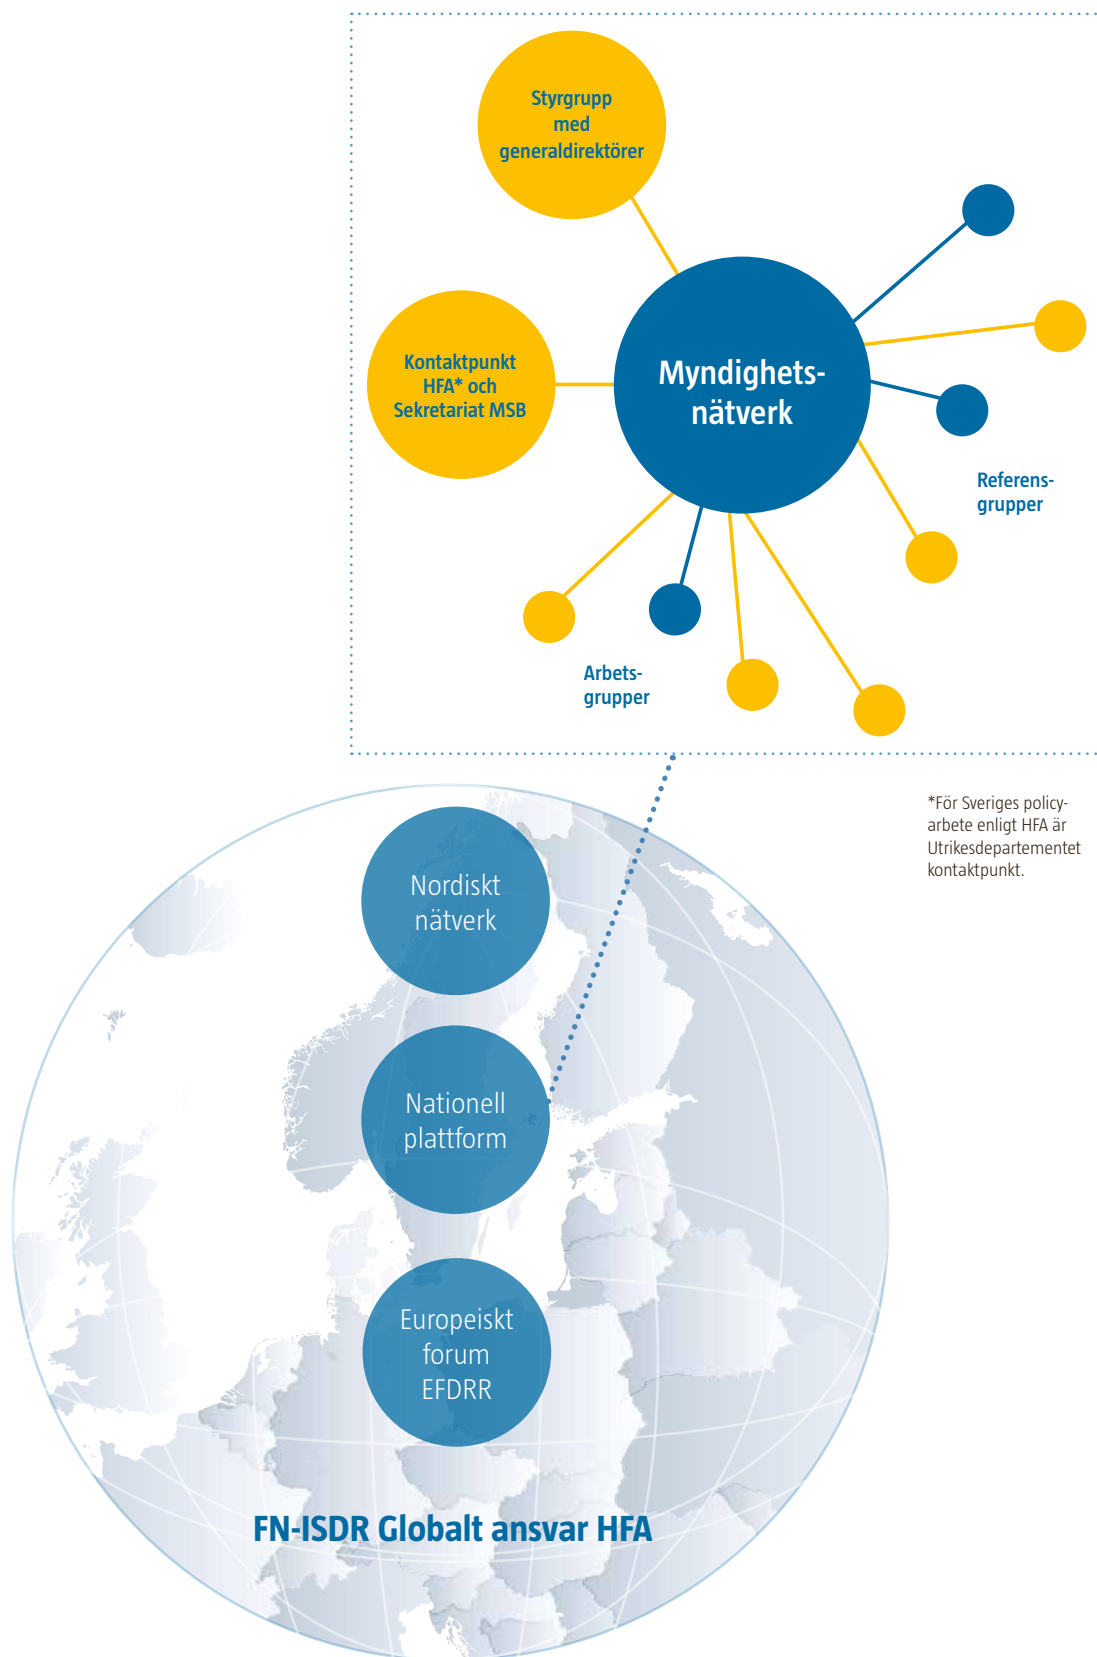 Styrgrupp
med
generaldirektörer
Kontaktpunkt
HFA* och
Sekretariat MSB
Myndighets-
nätverk
Referens-
grupper
Arbets-
grupper
*För Sveriges policy-
arbete enligt HFA är
Utrikesdepartementet
kontaktpunkt.
Nordiskt
nätverk
Nationell
plattform
Europeiskt
forum
EFDRR
FN-ISDR Globalt ansvar HFA